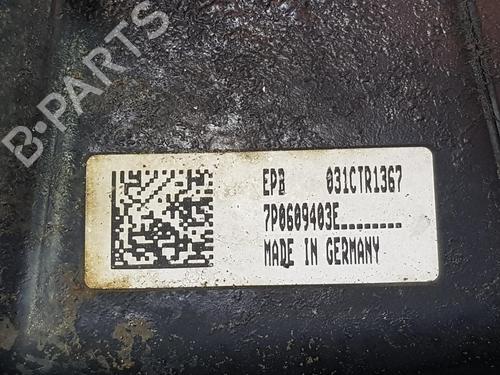 B-PARTS
EPB 031CTR1367
7P0609403E.........
MADE IN GERMANY